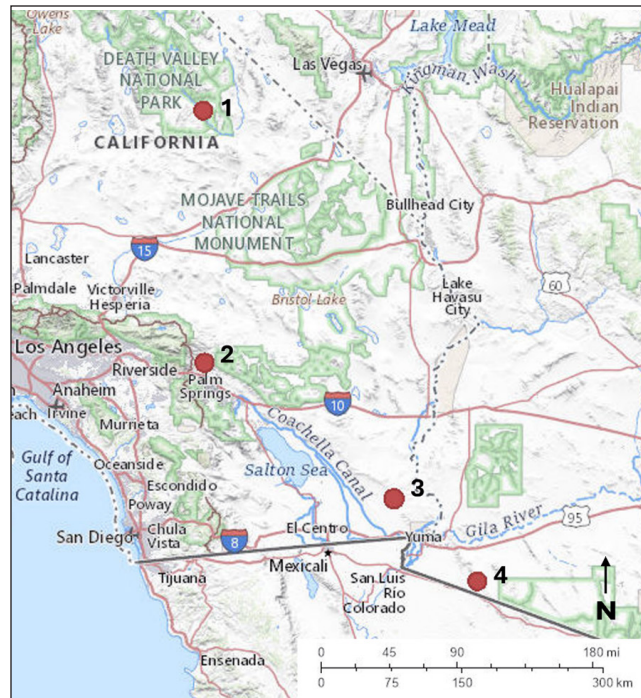 Owens
Lake
Lake Mead
DEATH VALLEY
NATIONAL
PARK
Las Vegas
Kingman Wash
Hualapai
Indian
Reservation
1
CALIFORNIA
MOJAVE TRAILS
NATIONAL
MONUMENT
Bullhead City
15
Lancaster
Palmdale
Victorville
Hesperia
Bristol Lake
Lake
Havasu
City
60
Los Angeles
Riverside
2
Palm
Springs
Anaheim
Irvine
Murrieta
10
Gulf of
Santa
Catalina
Oceanside
Escondido
Poway
Coachella Canal
Salton Sea
3
San Diego
Chula
Vista
8
El Centro
Yuma
Gila River
95
Tijuana
Mexicali
San Luis
Río
Colorado
4
N
Ensenada
0 45 90 180 mi
0 75 150 300 km